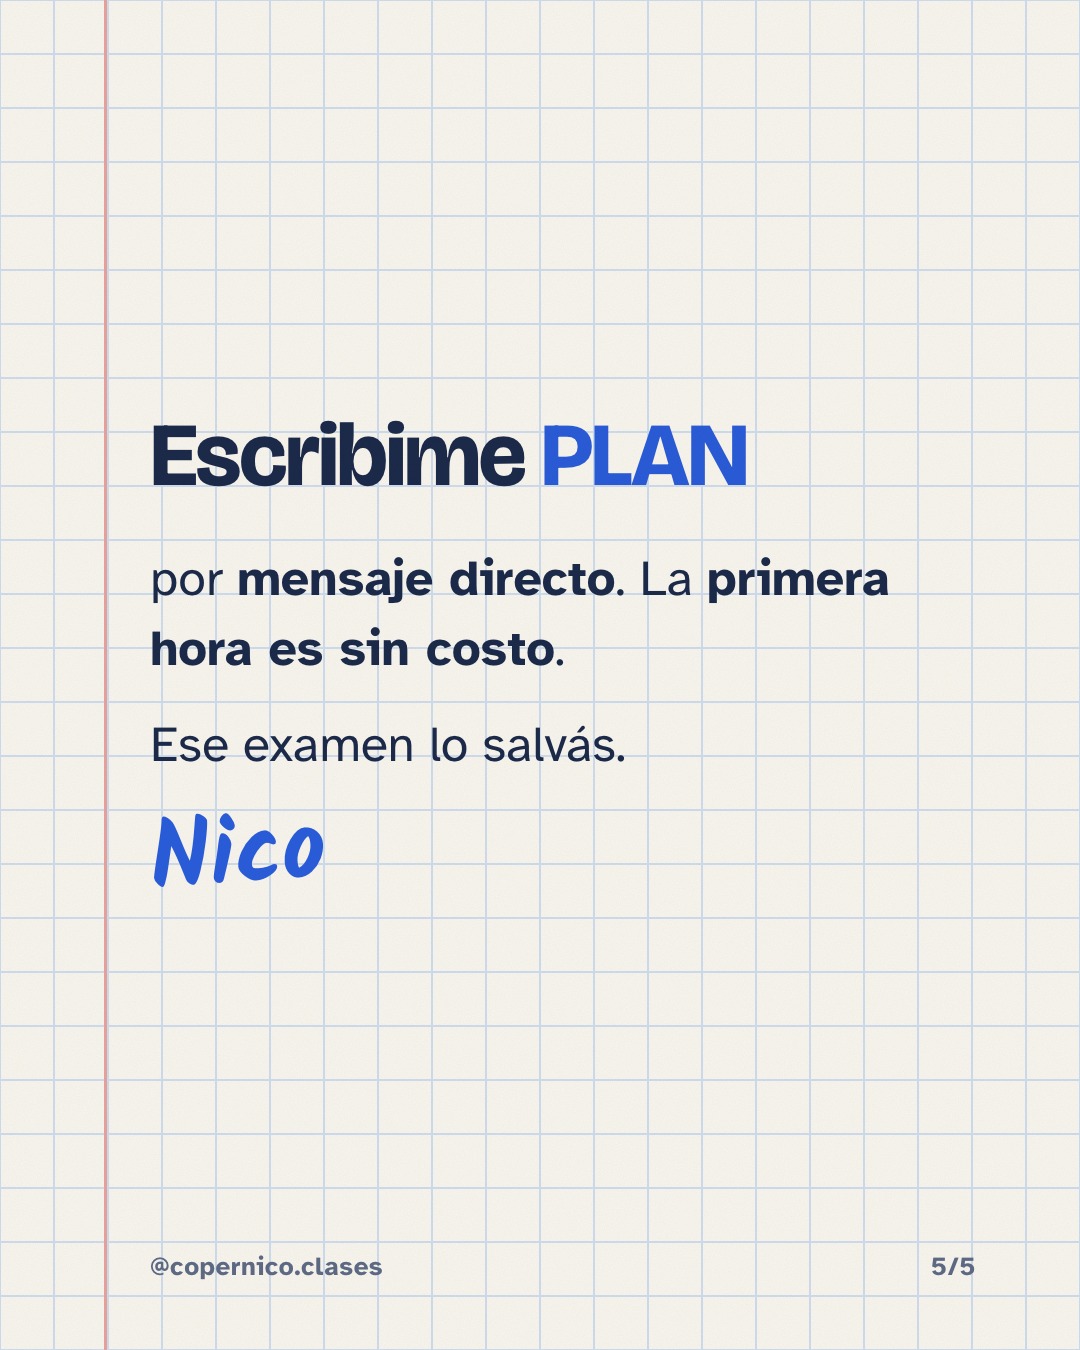 Escribime PLAN
por mensaje directo. La primera
hora es sin costo.
Ese examen lo salvás.
Nico
@copernico.clases
5/5